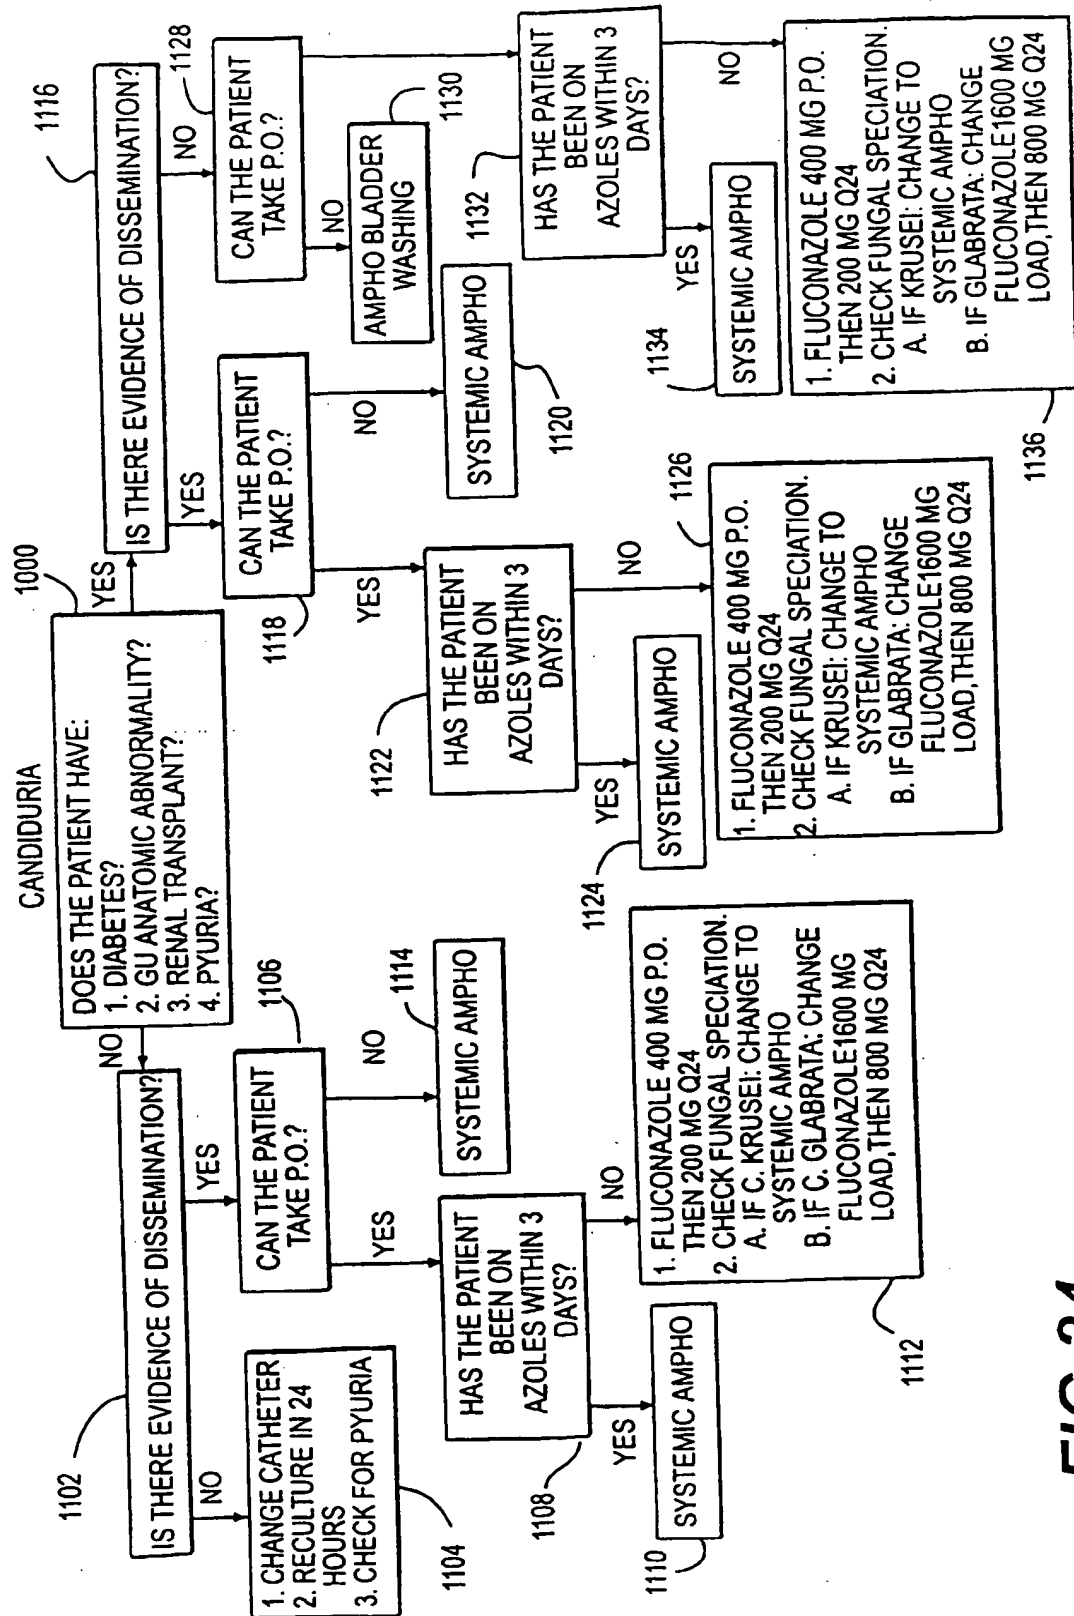 CANDIDURIA
1000
DOES THE PATIENT HAVE:
1. DIABETES?
2. GU ANATOMIC ABNORMALITY?
3. RENAL TRANSPLANT?
4. PYURIA?
NO
YES
1102
IS THERE EVIDENCE OF DISSEMINATION?
NO
YES
1. CHANGE CATHETER
2. RECULTURE IN 24
HOURS
3. CHECK FOR PYURIA
1104
1106
CAN THE PATIENT
TAKE P.O.?
YES
NO
SYSTEMIC AMPHO
1114
HAS THE PATIENT
BEEN ON
AZOLES WITHIN 3
DAYS?
1108
YES
NO
SYSTEMIC AMPHO
1110
1. FLUCONAZOLE 400 MG P.O.
THEN 200 MG Q24
2. CHECK FUNGAL SPECIATION.
A. IF C. KRUSEI: CHANGE TO
SYSTEMIC AMPHO
B. IF C. GLABRATA: CHANGE
FLUCONAZOLE1600 MG
LOAD,THEN 800 MG Q24
1112
1116
IS THERE EVIDENCE OF DISSEMINATION?
YES
NO
CAN THE PATIENT
TAKE P.O.?
1118
YES
NO
SYSTEMIC AMPHO
1120
HAS THE PATIENT
BEEN ON
AZOLES WITHIN 3
DAYS?
1122
YES
NO
SYSTEMIC AMPHO
1124
1126
1. FLUCONAZOLE 400 MG P.O.
THEN 200 MG Q24
2. CHECK FUNGAL SPECIATION.
A. IF KRUSEI: CHANGE TO
SYSTEMIC AMPHO
B. IF GLABRATA: CHANGE
FLUCONAZOLE1600 MG
LOAD,THEN 800 MG Q24
1128
CAN THE PATIENT
TAKE P.O.?
NO
AMPHO BLADDER
WASHING
1130
1132
HAS THE PATIENT
BEEN ON
AZOLES WITHIN 3
DAYS?
YES
NO
1134
SYSTEMIC AMPHO
1. FLUCONAZOLE 400 MG P.O.
THEN 200 MG Q24
2. CHECK FUNGAL SPECIATION.
A. IF KRUSEI: CHANGE TO
SYSTEMIC AMPHO
B. IF GLABRATA: CHANGE
FLUCONAZOLE1600 MG
LOAD,THEN 800 MG Q24
1136